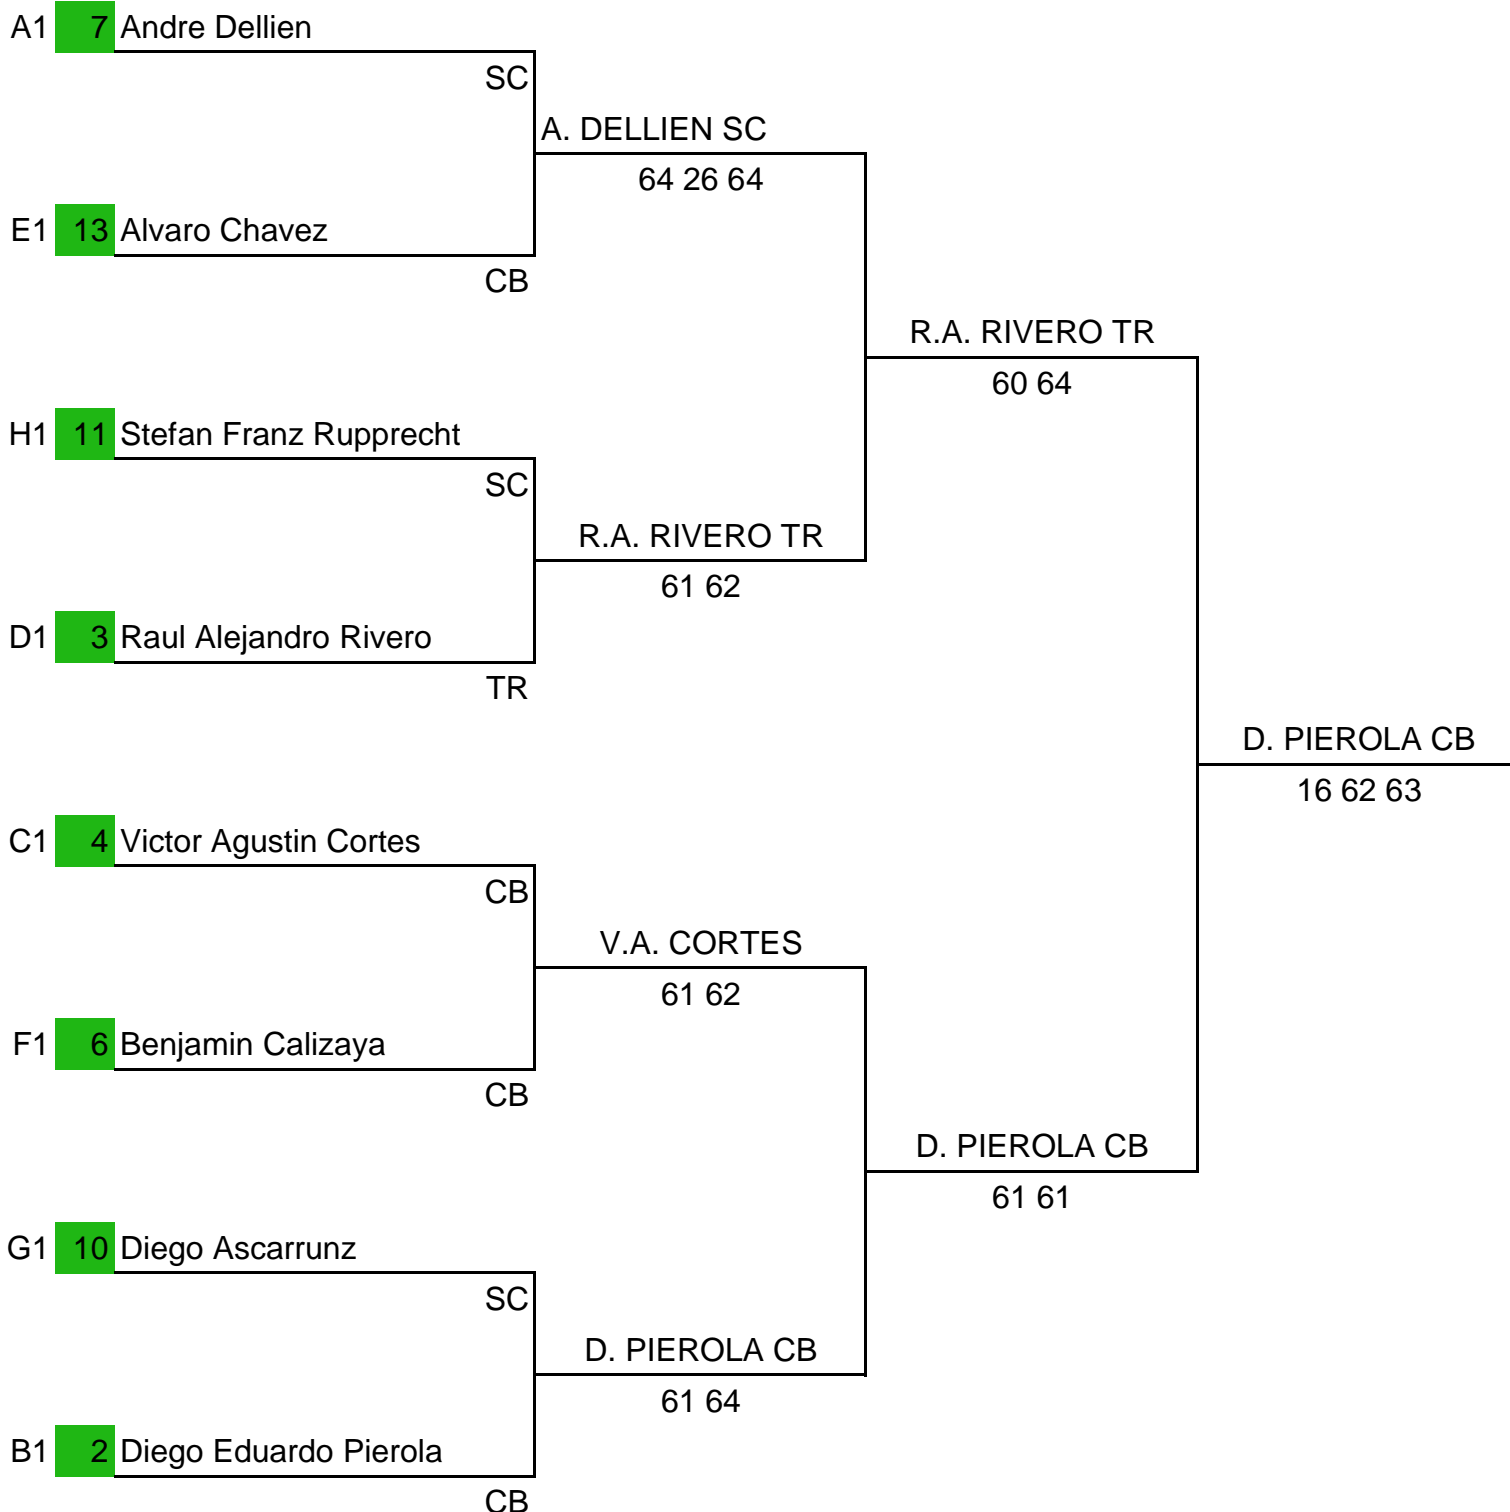 A1 7 Andre Dellien
SC
A. DELLIEN SC
64 26 64
E1 13 Alvaro Chavez
CB
R.A. RIVERO TR
60 64
H1 11 Stefan Franz Rupprecht
SC
R.A. RIVERO TR
61 62
D1 3 Raul Alejandro Rivero
TR
D. PIEROLA CB
16 62 63
C1 4 Victor Agustin Cortes
CB
V.A. CORTES
61 62
F1 6 Benjamin Calizaya
CB
D. PIEROLA CB
61 61
G1 10 Diego Ascarrunz
SC
D. PIEROLA CB
61 64
B1 2 Diego Eduardo Pierola
CB